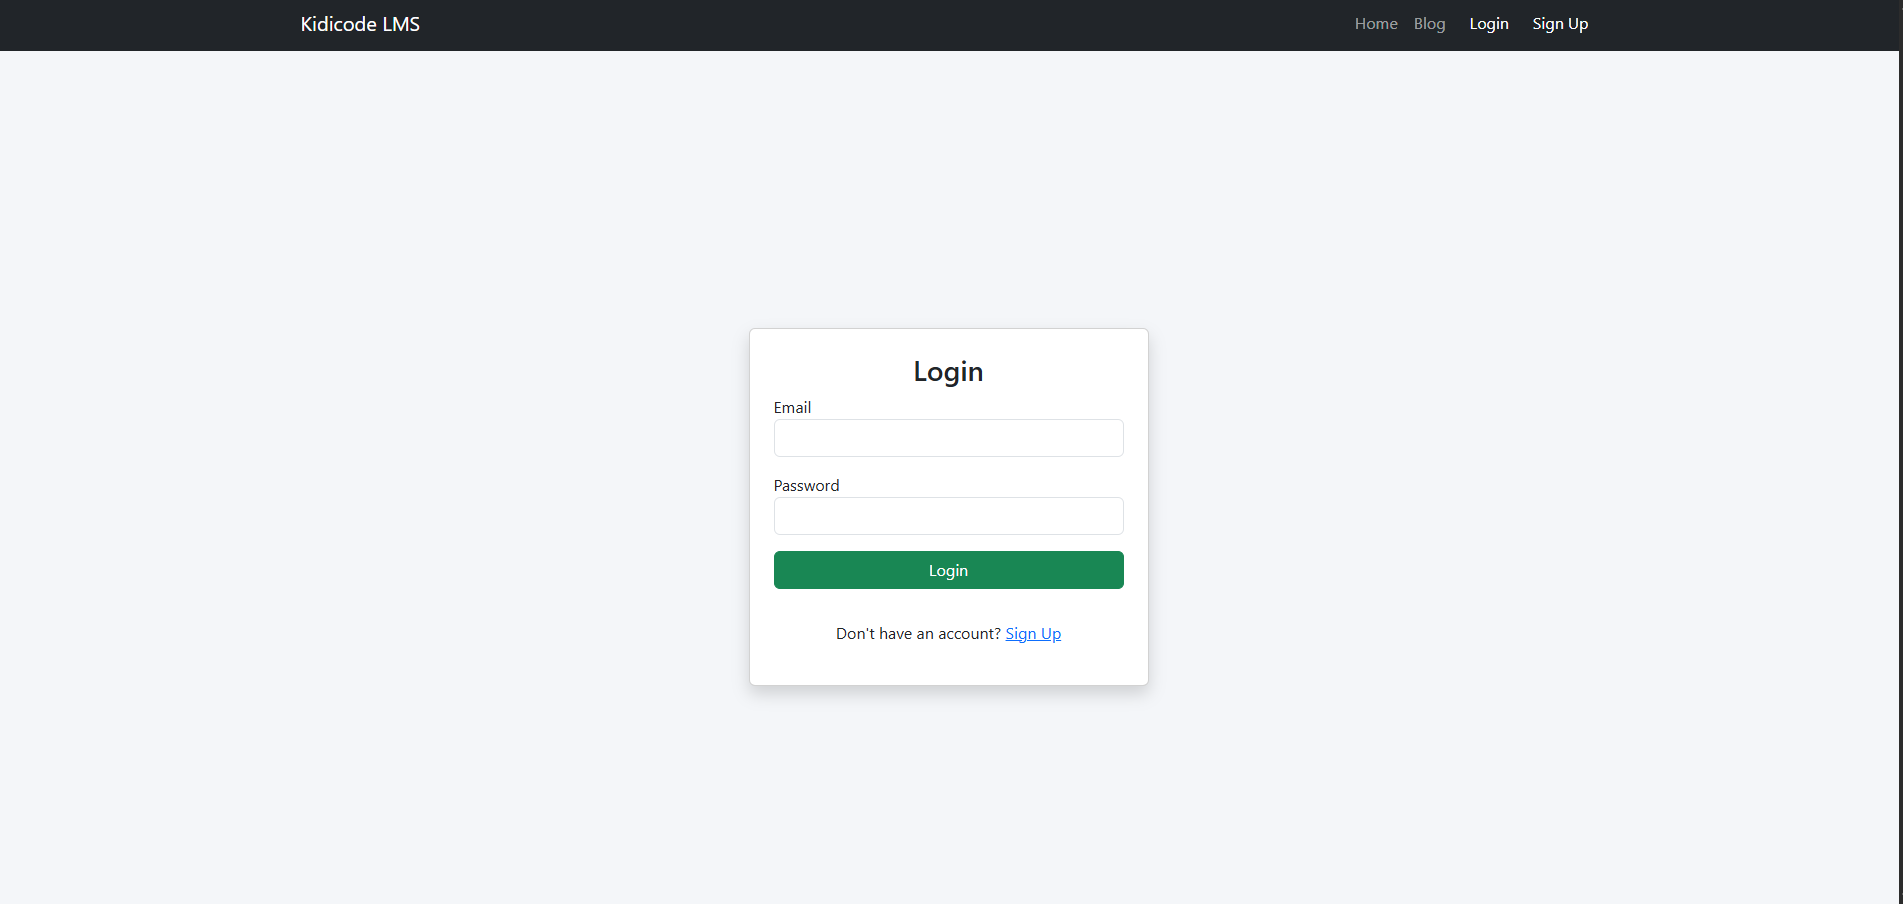 Kidicode LMS Home Blog Login Sign Up
Login
Email
Password
Login
Don't have an account? Sign Up